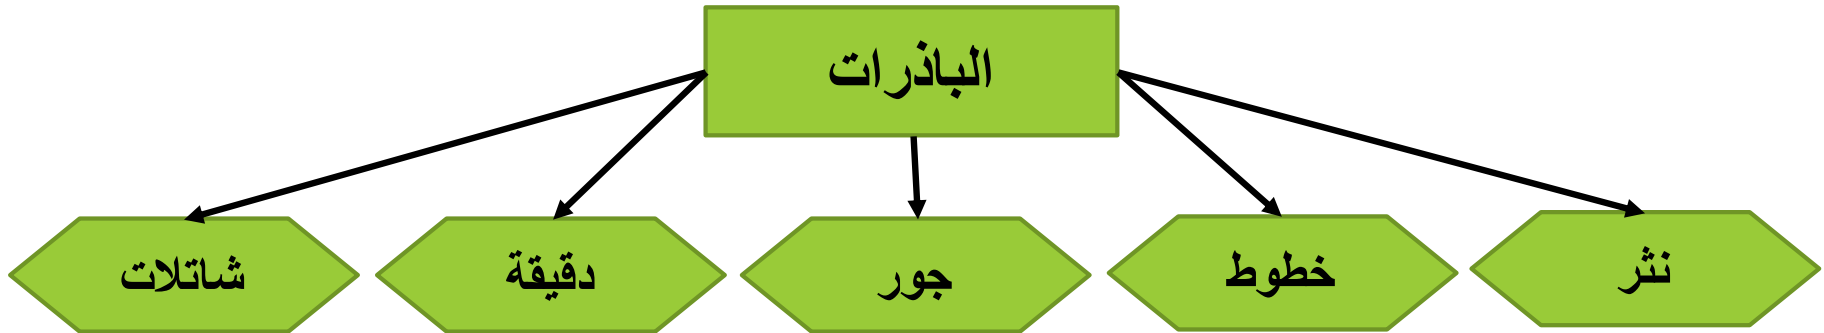 الباذرات
نثر
خطوط
جور
دقيقة
شاتلات